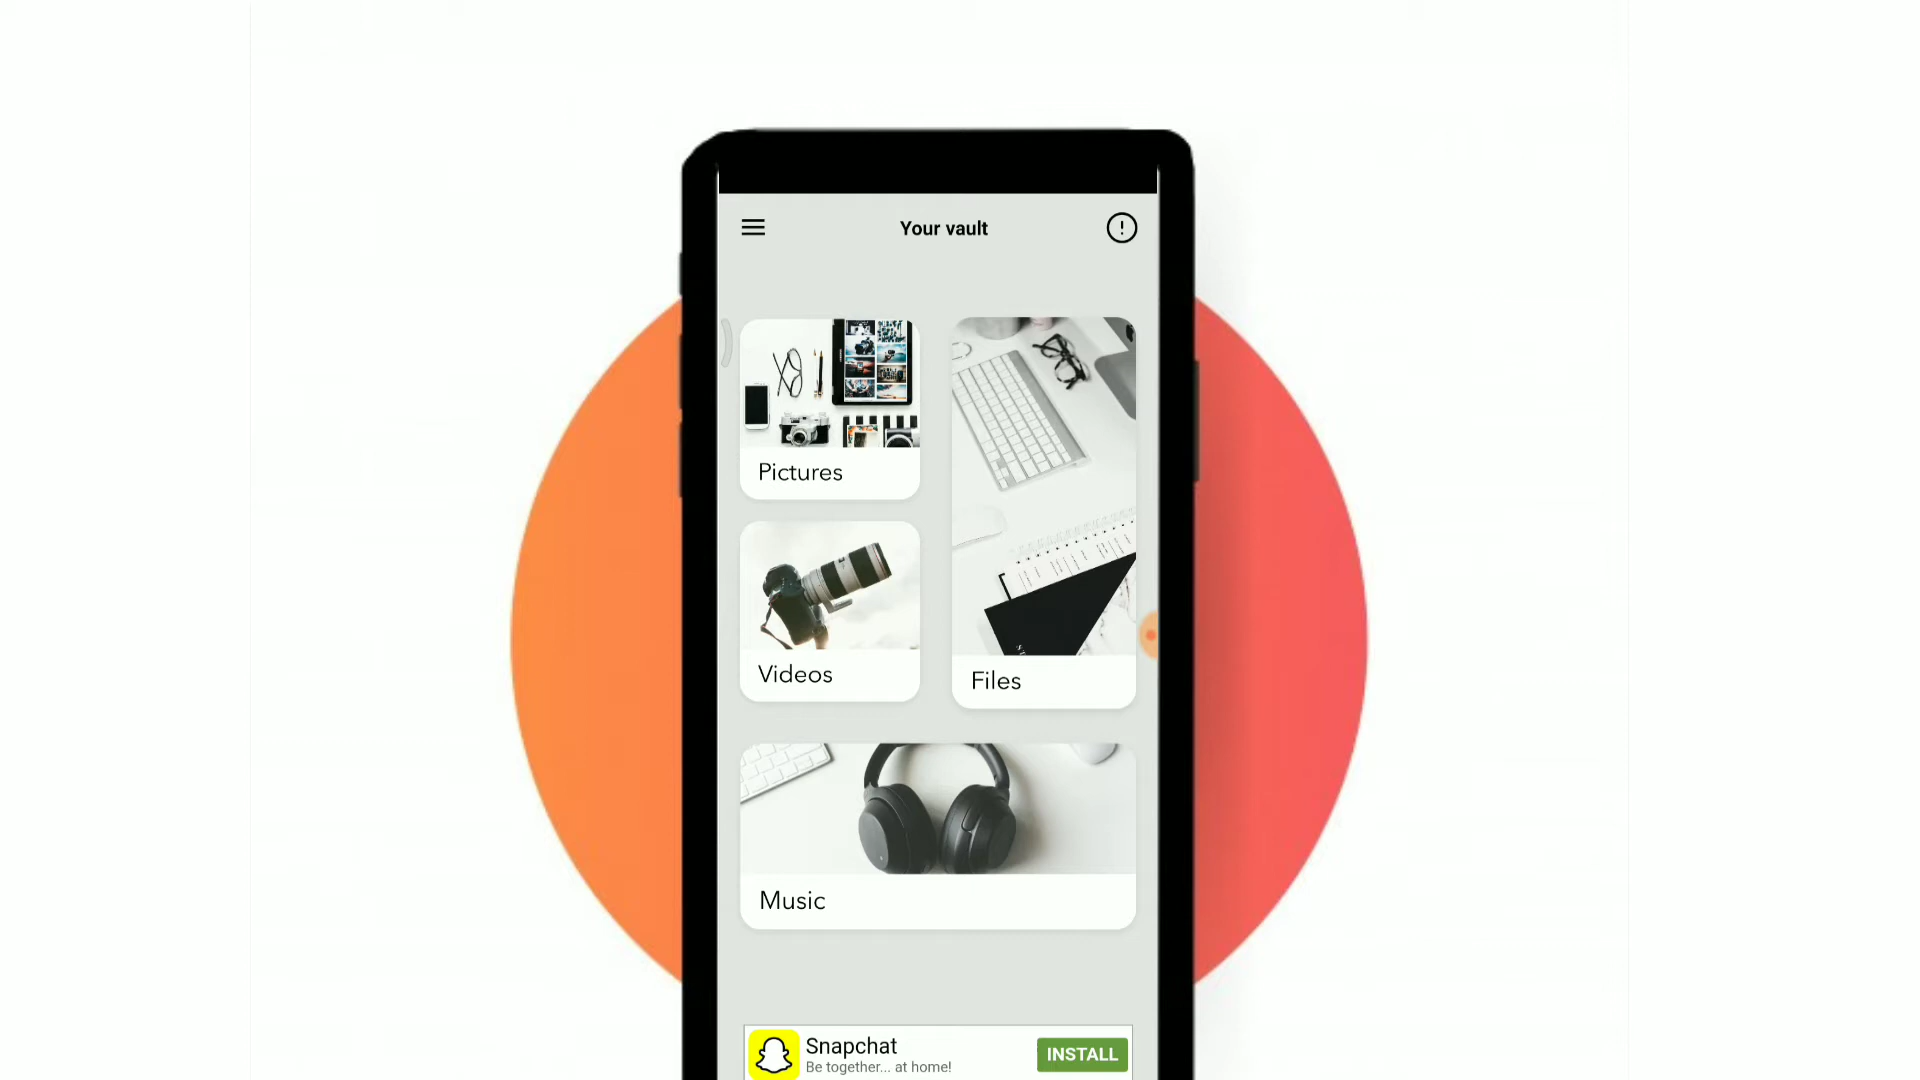 Your vault
Pictures
Videos
Files
Music
Snapchat
Be together... at home!
INSTALL